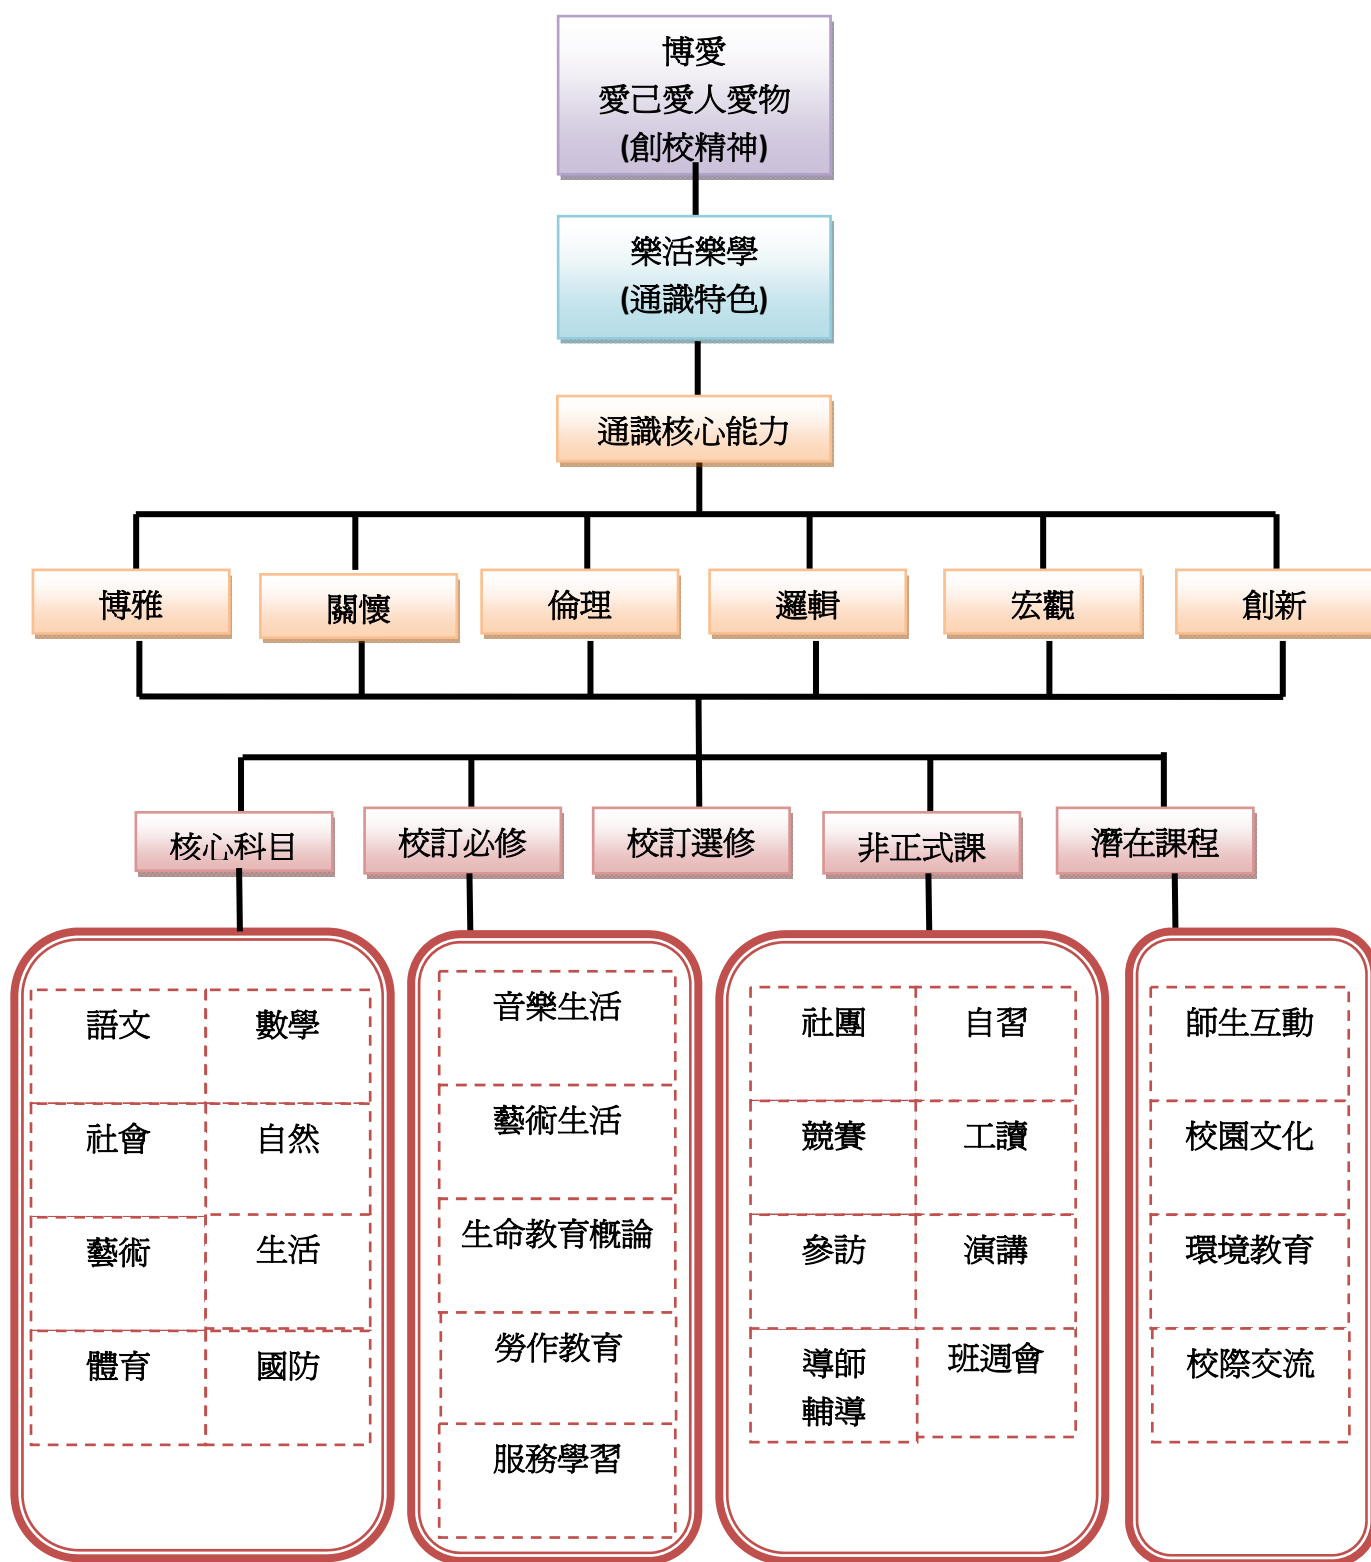 博愛
愛己愛人愛物
(創校精神)
樂活樂學
(通識特色)
通識核心能力
博雅
關懷
倫理
邏輯
宏觀
創新
核心科目
校訂必修
校訂選修
非正式課
潛在課程
語文
數學
社會
自然
藝術
生活
體育
國防
音樂生活
藝術生活
生命教育概論
勞作教育
服務學習
社團
自習
競賽
工讀
參訪
演講
導師
輔導
班週會
師生互動
校園文化
環境教育
校際交流